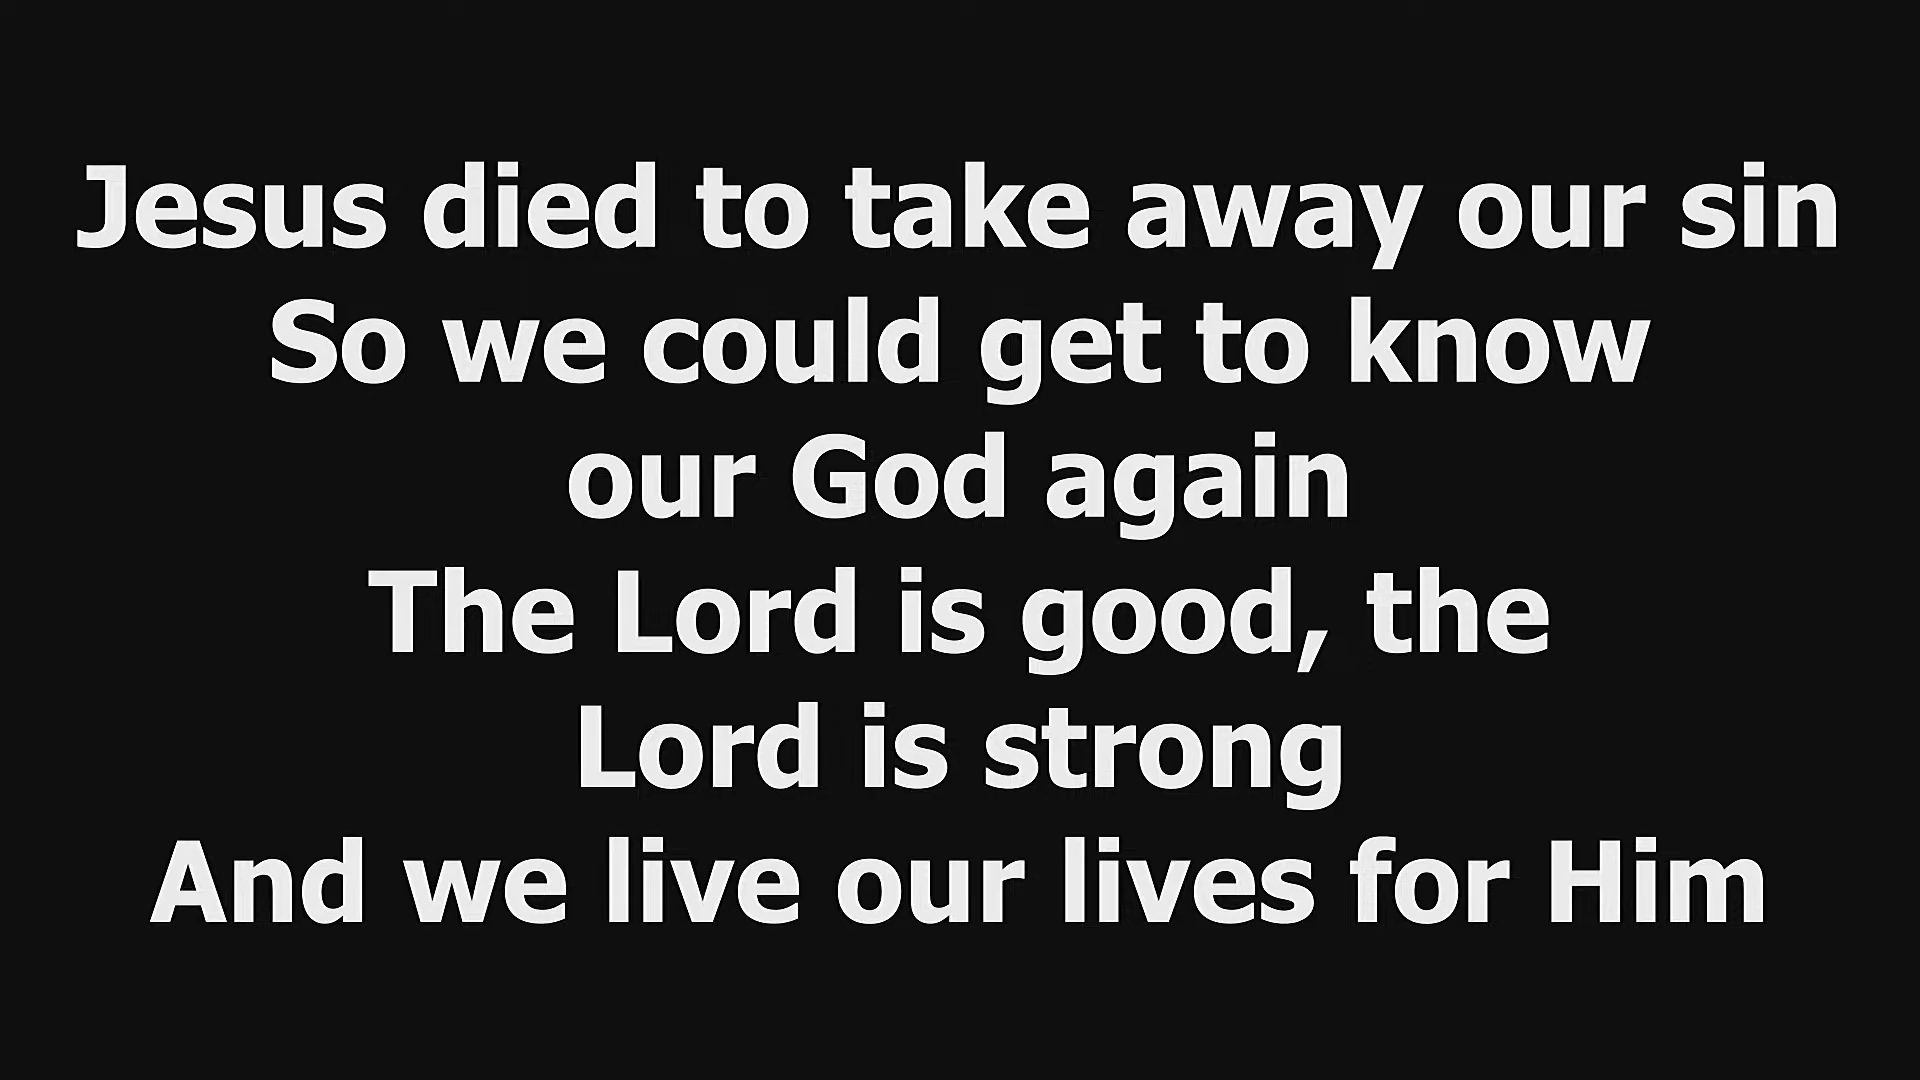 Jesus died to take away our sin
So we could get to know
our God again
The Lord is good, the
Lord is strong
And we live our lives for Him